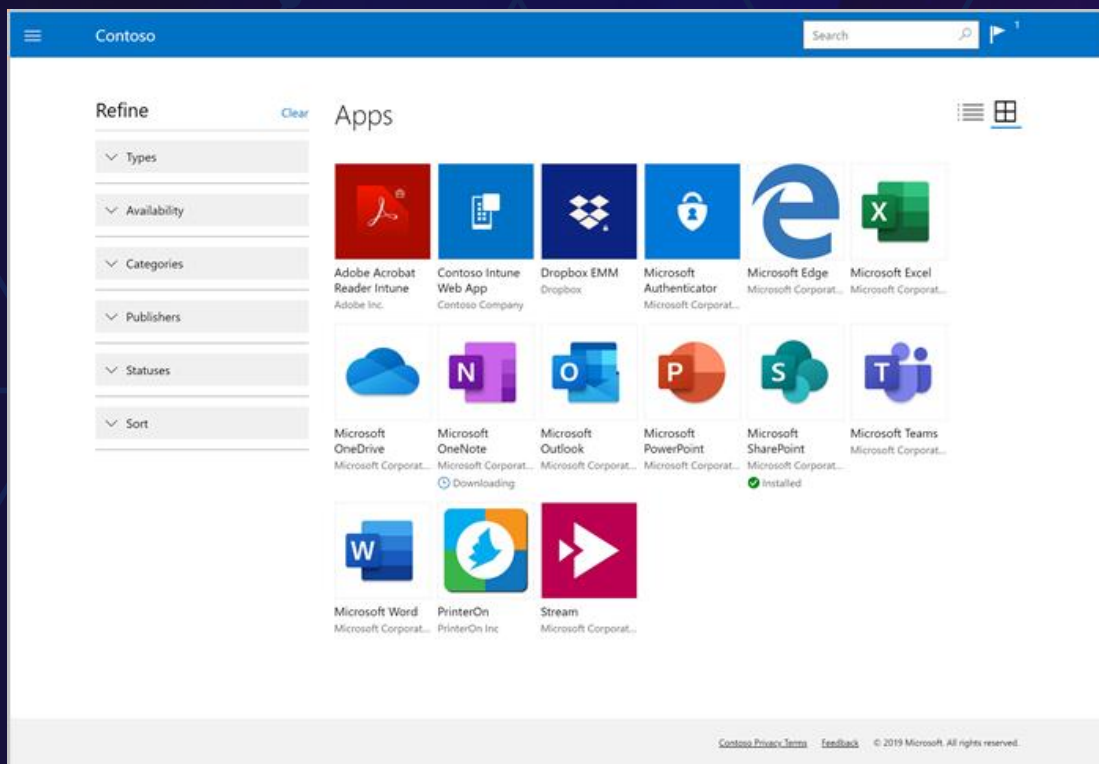 Contoso
Search
1
Refine
Clear
Types
Availability
Categories
Publishers
Statuses
Sort
Apps
Adobe Acrobat
Reader Intune
Adobe Inc.
Contoso Intune
Web App
Contoso Company
Dropbox EMM
Dropbox
Microsoft
Authenticator
Microsoft Corporat...
Microsoft Edge
Microsoft Corporat...
X
Microsoft Excel
Microsoft Corporat...
Microsoft
OneDrive
Microsoft Corporat...
N
Microsoft
OneNote
Microsoft Corporat...
Downloading
O
Microsoft
Outlook
Microsoft Corporat...
P
Microsoft
PowerPoint
Microsoft Corporat...
S
Microsoft
SharePoint
Microsoft Corporat...
Installed
T
Microsoft Teams
Microsoft Corporat...
W
Microsoft Word
Microsoft Corporat...
PrinterOn
PrinterOn Inc
Stream
Microsoft Corporat...
Contoso Privacy Terms Feedback © 2019 Microsoft. All rights reserved.